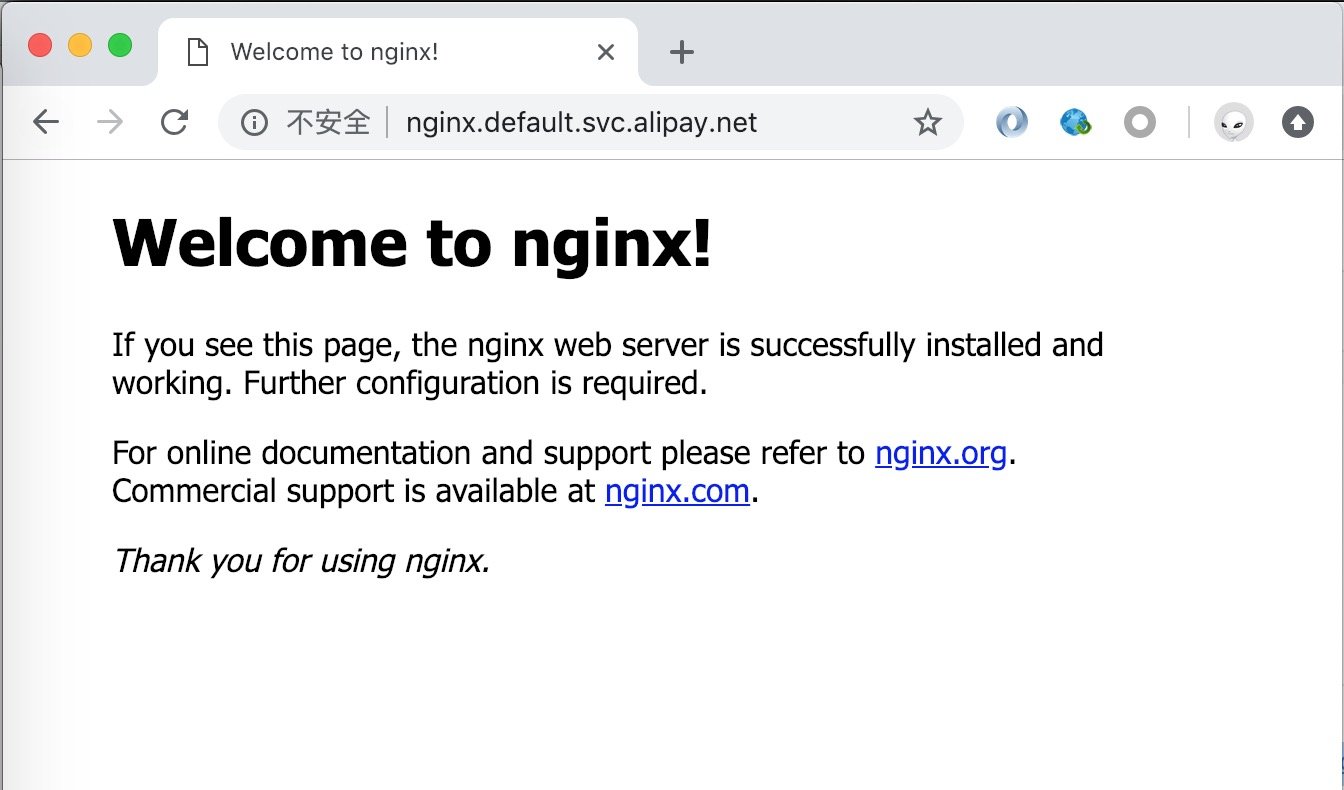 Welcome to nginx!
不安全 nginx.default.svc.alipay.net
Welcome to nginx!
If you see this page, the nginx web server is successfully installed and
working. Further configuration is required.
For online documentation and support please refer to nginx.org.
Commercial support is available at nginx.com.
Thank you for using nginx.